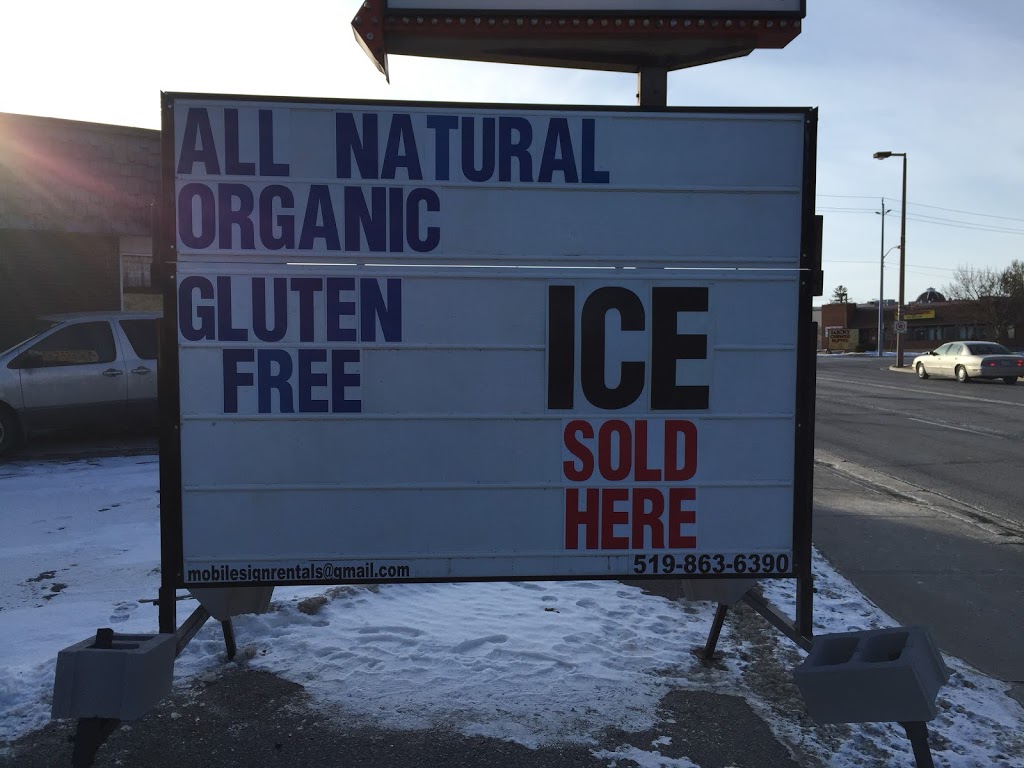 ALL NATURAL
ORGANIC
GLUTEN
FREE
ICE
SOLD
HERE
mobilesignrentals@gmail.com
519-863-6390